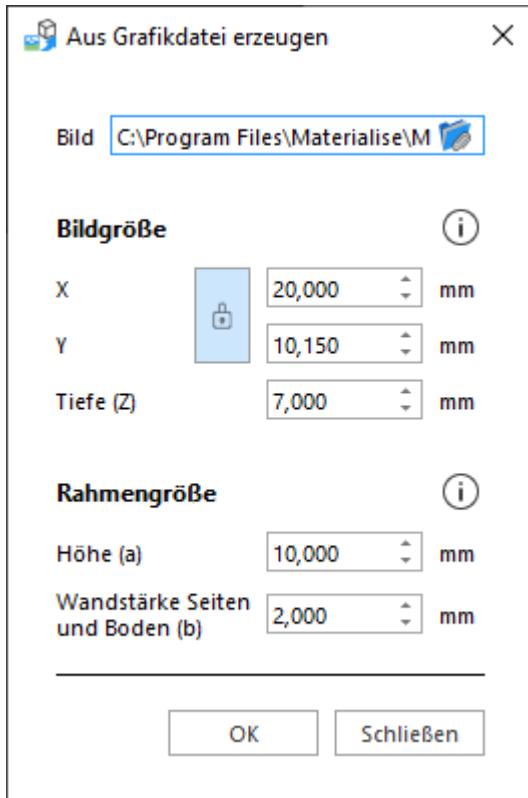 Aus Grafikdatei erzeugen
Bild C:\Program Files\Materialise\M
Bildgröße
X 20,000 mm
Y 10,150 mm
Tiefe (Z) 7,000 mm
Rahmengröße
Höhe (a) 10,000 mm
Wandstärke Seiten
und Boden (b) 2,000 mm
OK Schließen